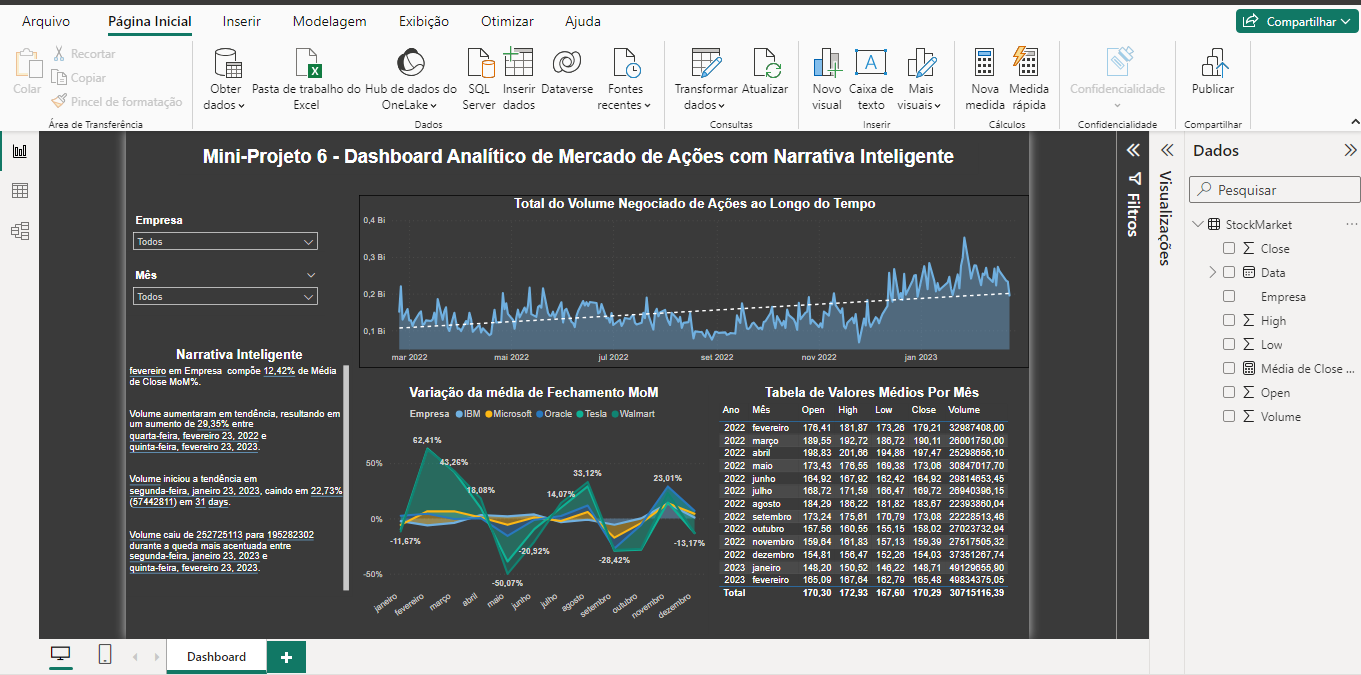 Arquivo Página Inicial Inserir Modelagem Exibição Otimizar Ajuda Compartilhar
Colar
Recortar
Copiar
Pincel de formatação
Área de Transferência
Obter dados
Pasta de trabalho do Excel
Hub de dados do OneLake
SQL Server
Inserir dados
Dataverse
Fontes recentes
Dados
Transformar dados
Atualizar
Consultas
Novo visual
Caixa de texto
Mais visuais
Inserir
Nova medida
Medida rápida
Cálculos
Confidencialidade
Confidencialidade
Publicar
Compartilhar
Mini-Projeto 6 - Dashboard Analítico de Mercado de Ações com Narrativa Inteligente
Empresa
Todos
Mês
Todos
Total do Volume Negociado de Ações ao Longo do Tempo
0,4 Bi
0,3 Bi
0,2 Bi
0,1 Bi
mar 2022 mai 2022 jul 2022 set 2022 nov 2022 jan 2023
Narrativa Inteligente
fevereiro em Empresa compõe 12,42% de Média
de Close MoM%.
Volume aumentaram em tendência, resultando em
um aumento de 29,35% entre
quarta-feira, fevereiro 23, 2022 e
quinta-feira, fevereiro 23, 2023.
Volume iniciou a tendência em
segunda-feira, janeiro 23, 2023, caindo em 22,73%
(57442811) em 31 days.
Volume caiu de 252725113 para 195282302
durante a queda mais acentuada entre
segunda-feira, janeiro 23, 2023 e
quinta-feira, fevereiro 23, 2023.
Variação da média de Fechamento MoM
Empresa IBM Microsoft Oracle Tesla Walmart
50%
0%
-50%
-11,67%
62,41%
43,26%
18,08%
-50,07%
-20,92%
14,07%
33,12%
-28,42%
23,01%
-13,17%
janeiro fevereiro março abril maio junho julho agosto setembro outubro novembro dezembro
Tabela de Valores Médios Por Mês
Ano Mês Open High Low Close Volume
2022 fevereiro 176,41 181,87 173,26 179,21 32987408,00
2022 março 189,55 192,72 186,72 190,11 26001750,00
2022 abril 198,83 201,66 194,86 197,47 25298656,10
2022 maio 173,43 176,55 169,38 173,06 30847017,70
2022 junho 164,92 167,92 162,42 164,92 29814653,45
2022 julho 168,72 171,59 166,47 169,72 26940396,15
2022 agosto 184,29 186,22 181,82 183,67 22393860,04
2022 setembro 173,24 175,61 170,79 173,08 22228513,46
2022 outubro 157,56 160,55 155,15 158,02 27023732,94
2022 novembro 159,64 161,83 157,13 159,39 27517505,32
2022 dezembro 154,81 156,47 152,26 154,03 37351267,74
2023 janeiro 148,20 150,52 146,22 148,71 49129655,90
2023 fevereiro 165,09 167,64 162,79 165,48 49834375,05
Total 170,30 172,93 167,60 170,29 30715116,39
Filtros
Visualizações
Dados
Pesquisar
StockMarket
Close
Data
Empresa
High
Low
Média de Close ...
Open
Volume
Dashboard